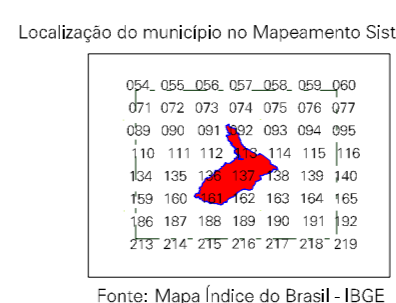 Localização do município no Mapeamento Sist
054 055 056 057 058 059 060
071 072 073 074 075 076 077
089 090 091 092 093 094 095
110 111 112 113 114 115 116
134 135 136 137 138 139 140
159 160 161 162 163 164 165
186 187 188 189 190 191 192
213 214 215 216 217 218 219
Fonte: Mapa Índice do Brasil - IBGE